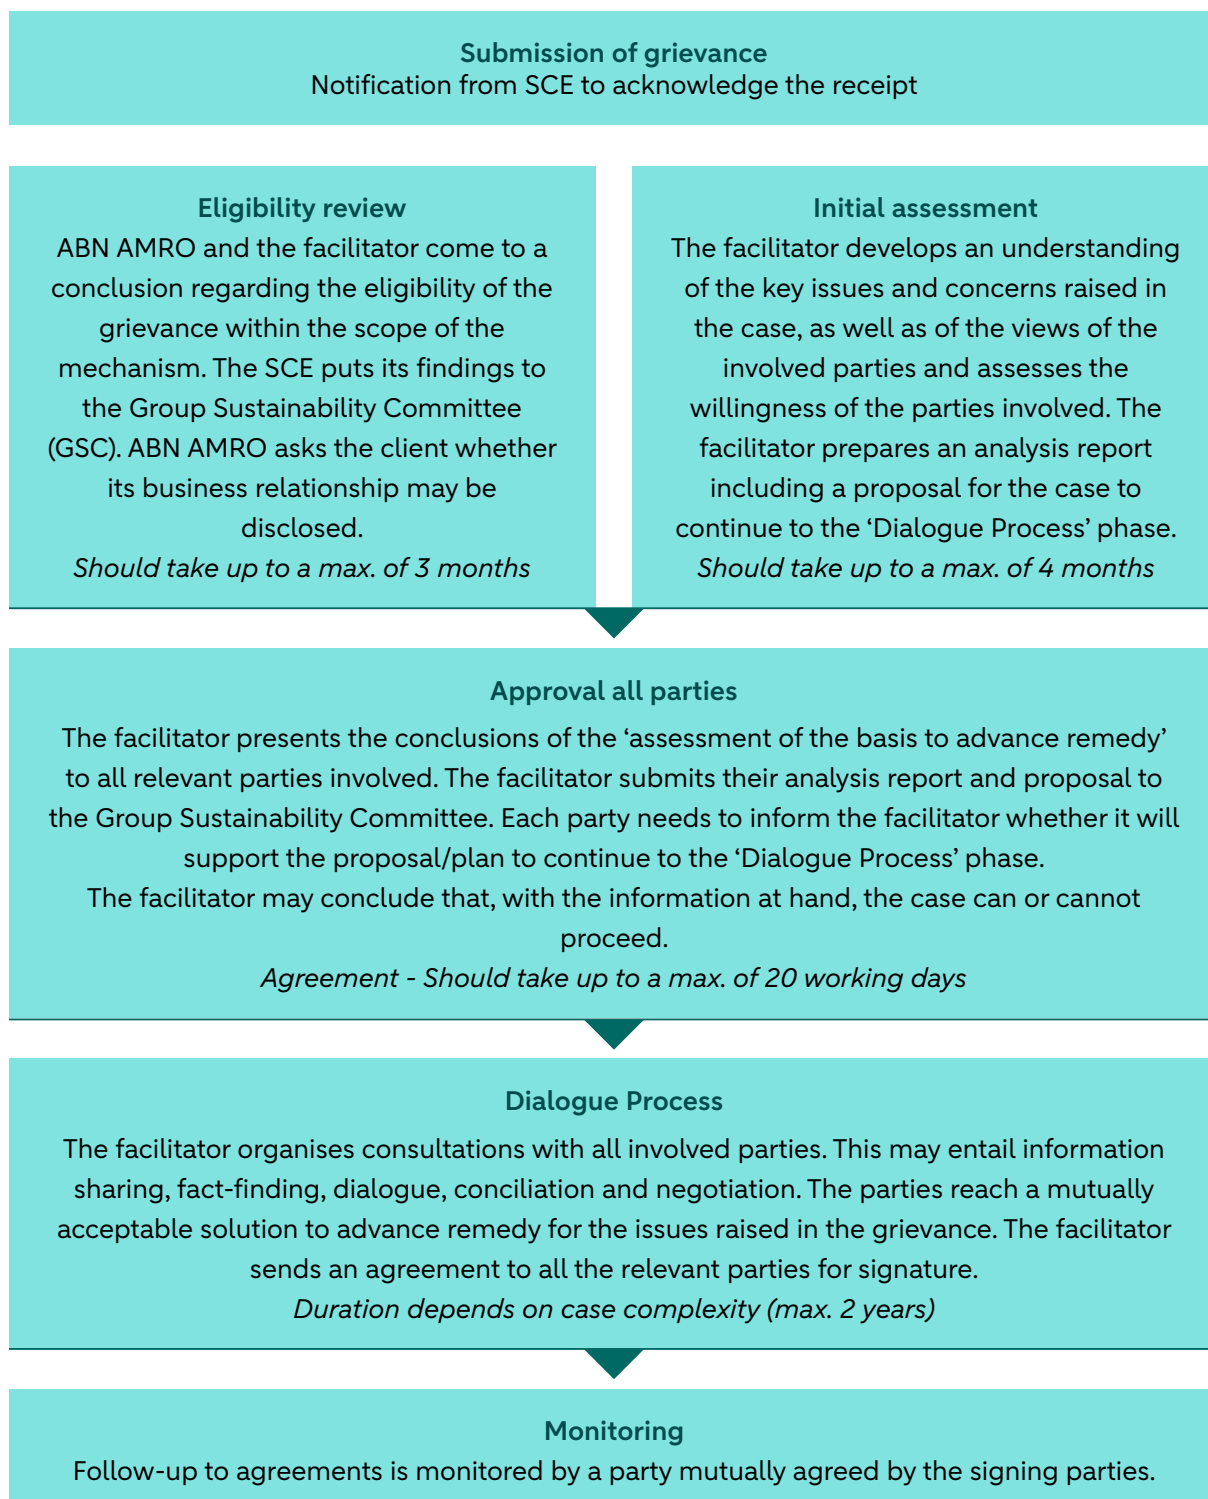 Submission of grievance
Notification from SCE to acknowledge the receipt
Eligibility review
ABN AMRO and the facilitator come to a
conclusion regarding the eligibility of the
grievance within the scope of the
mechanism. The SCE puts its findings to
the Group Sustainability Committee
(GSC). ABN AMRO asks the client whether
its business relationship may be
disclosed.
Should take up to a max. of 3 months
Initial assessment
The facilitator develops an understanding
of the key issues and concerns raised in
the case, as well as of the views of the
involved parties and assesses the
willingness of the parties involved. The
facilitator prepares an analysis report
including a proposal for the case to
continue to the ‘Dialogue Process’ phase.
Should take up to a max. of 4 months
Approval all parties
The facilitator presents the conclusions of the ‘assessment of the basis to advance remedy’
to all relevant parties involved. The facilitator submits their analysis report and proposal to
the Group Sustainability Committee. Each party needs to inform the facilitator whether it will
support the proposal/plan to continue to the ‘Dialogue Process’ phase.
The facilitator may conclude that, with the information at hand, the case can or cannot
proceed.
Agreement - Should take up to a max. of 20 working days
Dialogue Process
The facilitator organises consultations with all involved parties. This may entail information
sharing, fact-finding, dialogue, conciliation and negotiation. The parties reach a mutually
acceptable solution to advance remedy for the issues raised in the grievance. The facilitator
sends an agreement to all the relevant parties for signature.
Duration depends on case complexity (max. 2 years)
Monitoring
Follow-up to agreements is monitored by a party mutually agreed by the signing parties.